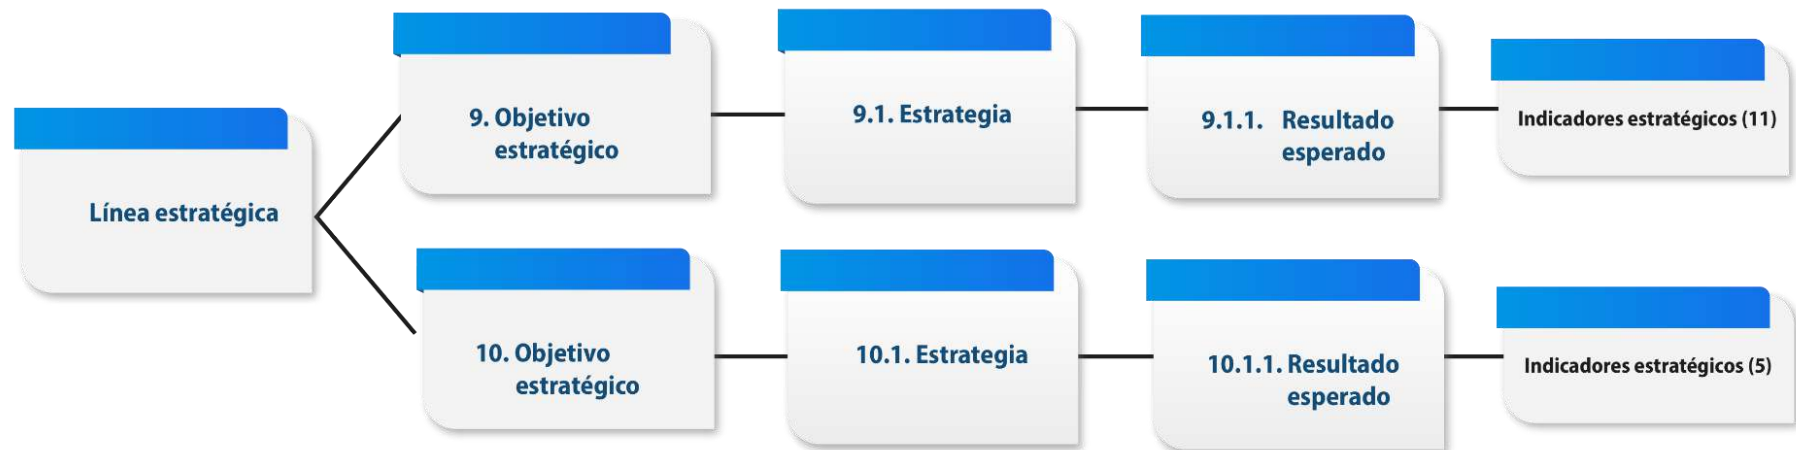 Línea estratégica
9. Objetivo
estratégico
9.1. Estrategia
9.1.1. Resultado
esperado
Indicadores estratégicos (11)
10. Objetivo
estratégico
10.1. Estrategia
10.1.1. Resultado
esperado
Indicadores estratégicos (5)